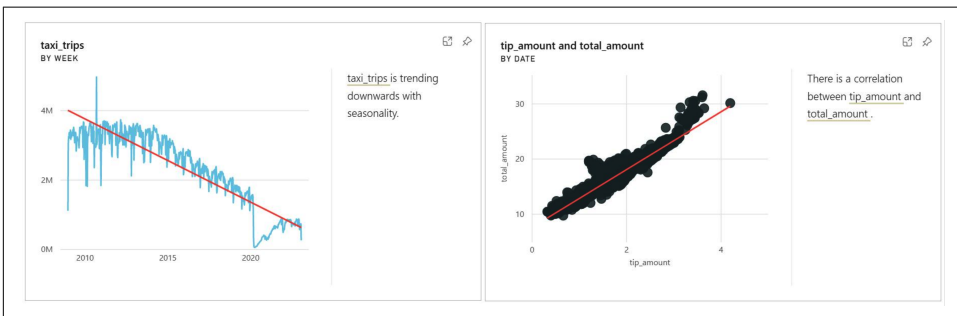 taxi_trips
BY WEEK
4M
2M
0M
2010 2015 2020
taxi_trips is trending
downwards with
seasonality.
tip_amount and total_amount
BY DATE
total_amount
30
20
10
0 2 4
tip_amount
There is a correlation
between tip_amount and
total_amount .